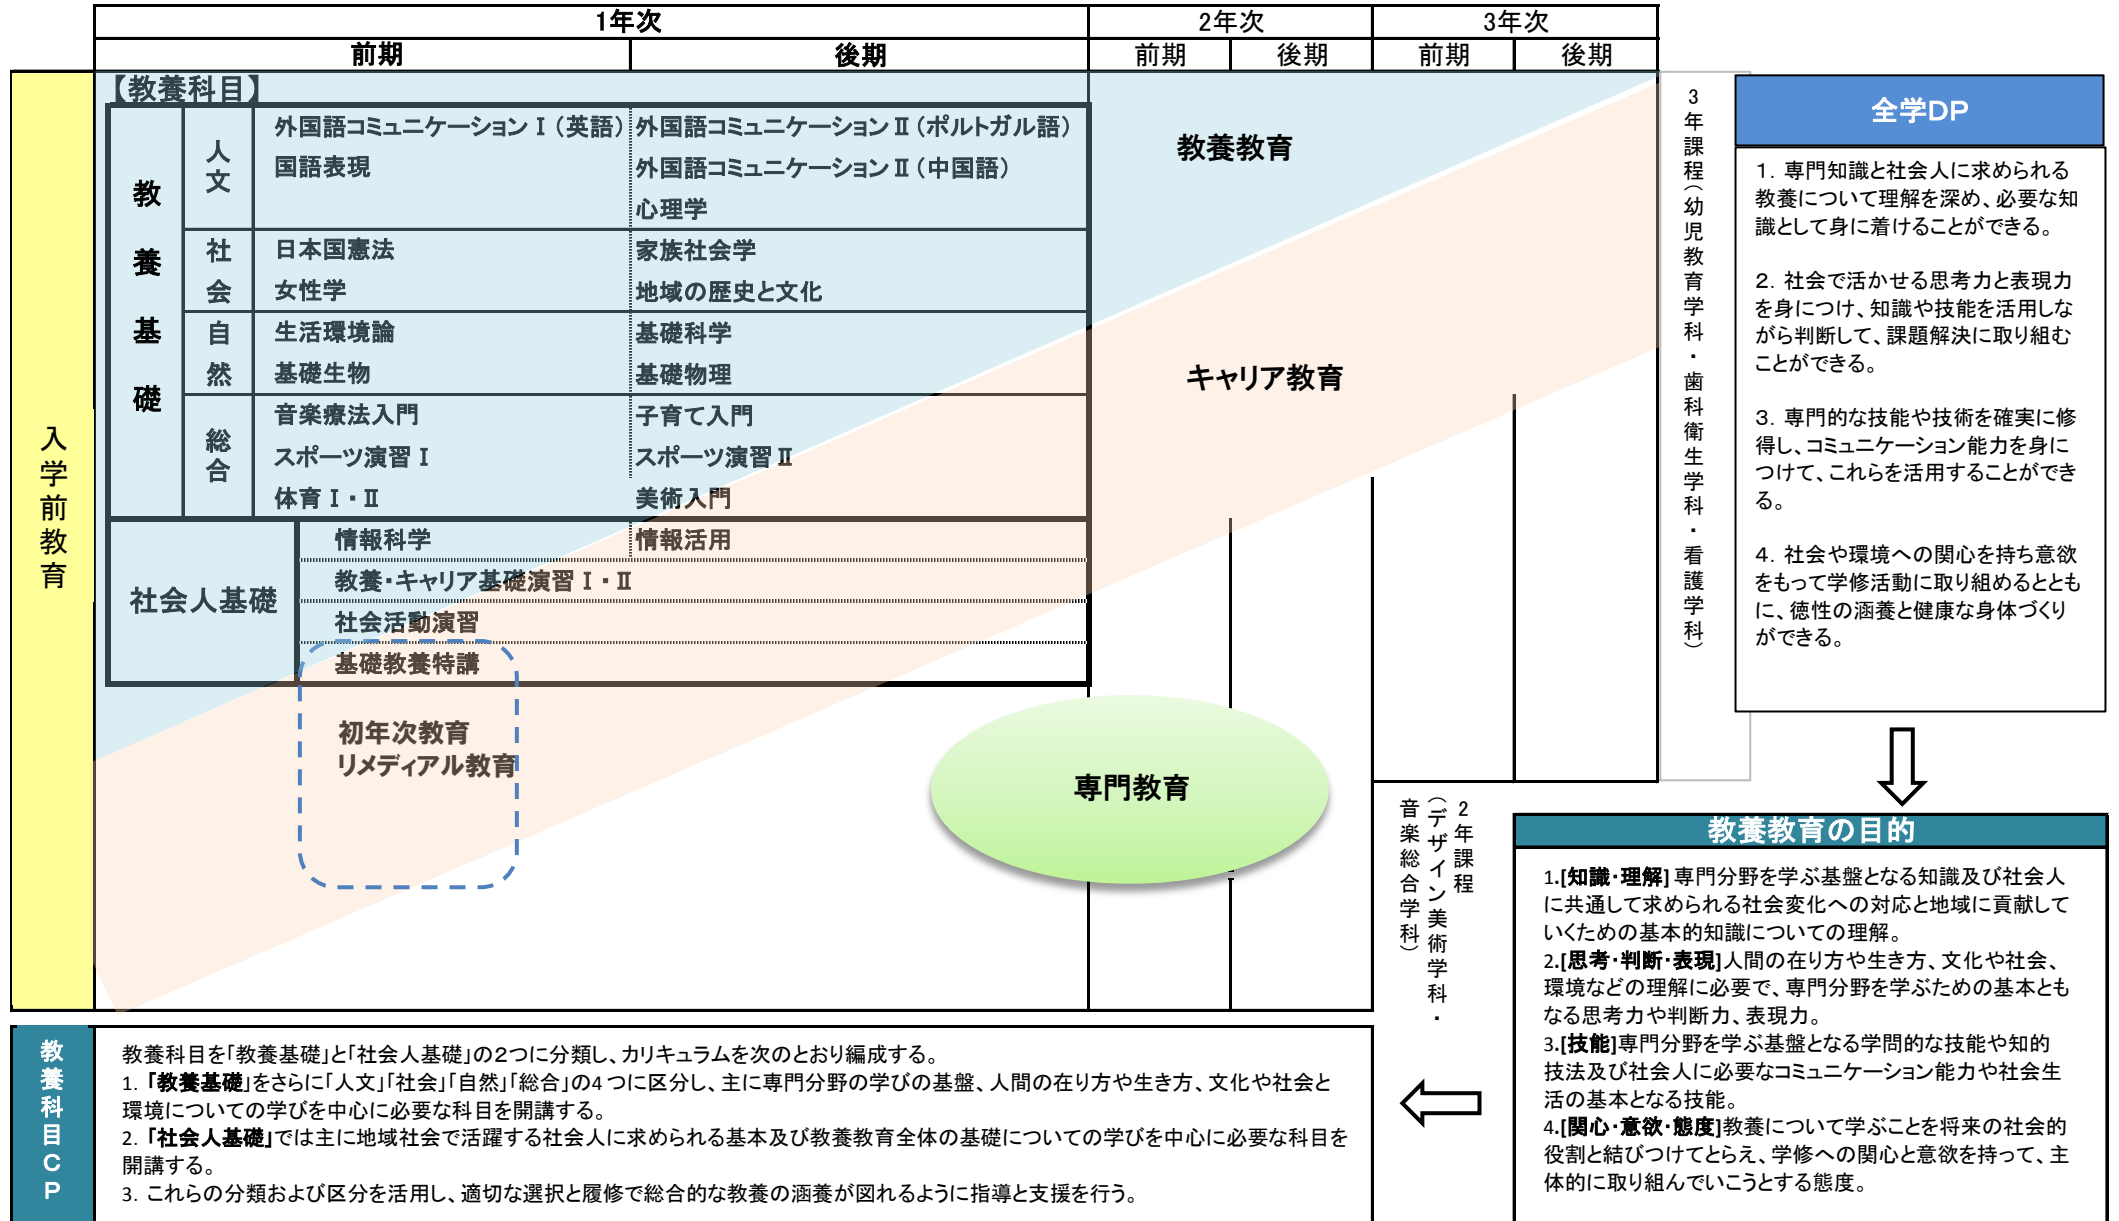 1年次
2年次
3年次
前期
後期
前期
後期
前期
後期
入学前教育
【教養科目】
教養基礎
人文
外国語コミュニケーションⅠ（英語）
外国語コミュニケーションⅡ（ポルトガル語）
国語表現
外国語コミュニケーションⅡ（中国語）
心理学
社会
日本国憲法
家族社会学
女性学
地域の歴史と文化
自然
生活環境論
基礎科学
基礎生物
基礎物理
総合
音楽療法入門
子育て入門
スポーツ演習Ⅰ
スポーツ演習Ⅱ
体育Ⅰ・Ⅱ
美術入門
社会人基礎
情報科学
情報活用
教養・キャリア基礎演習Ⅰ・Ⅱ
社会活動演習
基礎教養特講
初年次教育
リメディアル教育
教養教育
キャリア教育
専門教育
3年課程（幼児教育学科・歯科衛生学科・看護学科）
2年課程
（デザイン美術学科・
音楽総合学科）
全学DP
1．専門知識と社会人に求められる
教養について理解を深め、必要な知
識として身に着けることができる。
2．社会で活かせる思考力と表現力
を身につけ、知識や技能を活用しな
がら判断して、課題解決に取り組む
ことができる。
3．専門的な技能や技術を確実に修
得し、コミュニケーション能力を身に
つけて、これらを活用することができ
る。
4．社会や環境への関心を持ち意欲
をもって学修活動に取り組めるととも
に、徳性の涵養と健康な身体づくり
ができる。
教養教育の目的
1.[知識・理解] 専門分野を学ぶ基盤となる知識及び社会人
に共通して求められる社会変化への対応と地域に貢献して
いくための基本的知識についての理解。
2.[思考・判断・表現]人間の在り方や生き方、文化や社会、
環境などの理解に必要で、専門分野を学ぶための基本とも
なる思考力や判断力、表現力。
3.[技能]専門分野を学ぶ基盤となる学問的な技能や知的
技法及び社会人に必要なコミュニケーション能力や社会生
活の基本となる技能。
4.[関心・意欲・態度]教養について学ぶことを将来の社会的
役割と結びつけてとらえ、学修への関心と意欲を持って、主
体的に取り組んでいこうとする態度。
教養科目CP
教養科目を「教養基礎」と「社会人基礎」の2つに分類し、カリキュラムを次のとおり編成する。
1.「教養基礎」をさらに「人文」「社会」「自然」「総合」の4つに区分し、主に専門分野の学びの基盤、人間の在り方や生き方、文化や社会と
環境についての学びを中心に必要な科目を開講する。
2.「社会人基礎」では主に地域社会で活躍する社会人に求められる基本及び教養教育全体の基礎についての学びを中心に必要な科目を
開講する。
3．これらの分類および区分を活用し、適切な選択と履修で総合的な教養の涵養が図れるように指導と支援を行う。